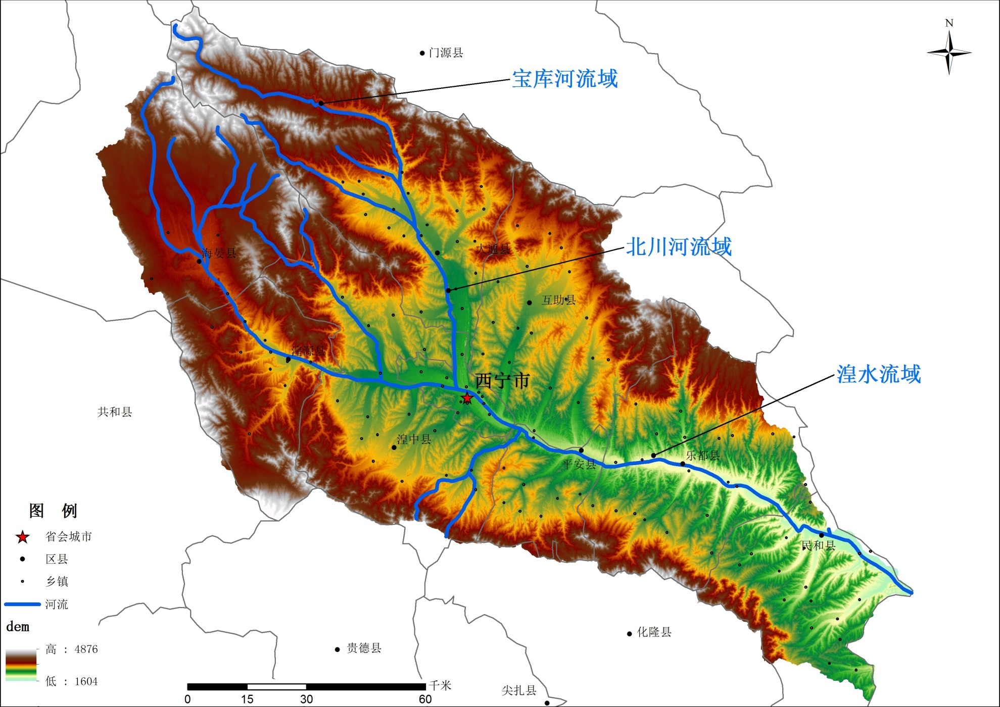 N
门源县
宝库河流域
大通县
北川河流域
海晏县
互助县
湟源县
西宁市
湟水流域
共和县
湟中县
乐都县
平安县
民和县
图 例
省会城市
区县
乡镇
河流
dem
高 : 4876
低 : 1604
化隆县
贵德县
尖扎县
千米
0 15 30 60